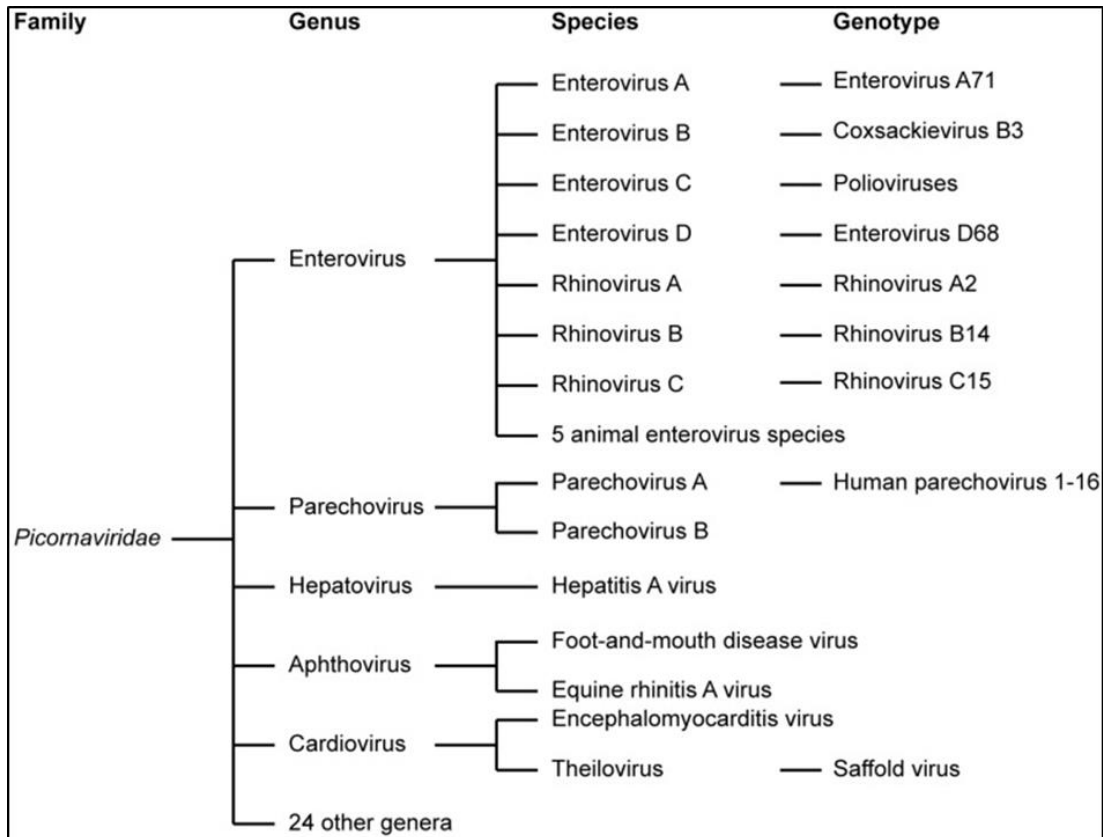 Family Genus Species Genotype
Enterovirus A Enterovirus A71
Enterovirus B Coxsackievirus B3
Enterovirus C Polioviruses
Enterovirus D Enterovirus D68
Enterovirus
Rhinovirus A Rhinovirus A2
Rhinovirus B Rhinovirus B14
Rhinovirus C Rhinovirus C15
5 animal enterovirus species
Parechovirus A Human parechovirus 1-16
Parechovirus
Parechovirus B
Picornaviridae
Hepatovirus Hepatitis A virus
Foot-and-mouth disease virus
Aphthovirus
Equine rhinitis A virus
Encephalomyocarditis virus
Cardiovirus
Theilovirus Saffold virus
24 other genera